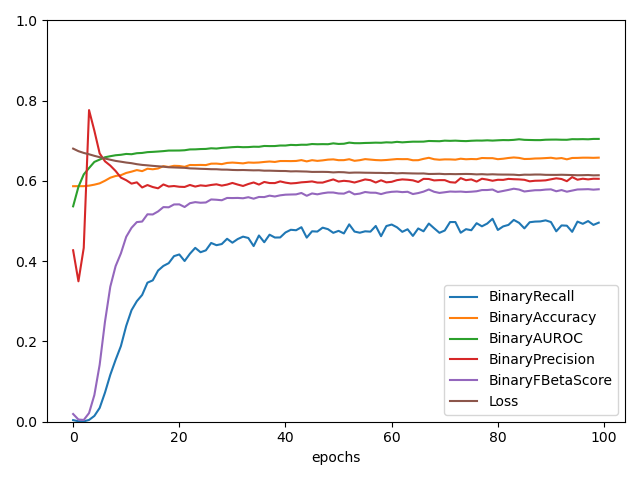 1.0
0.8
0.6
0.4
0.2
0.0
0 20 40 60 80 100
epochs
BinaryRecall
BinaryAccuracy
BinaryAUROC
BinaryPrecision
BinaryFBetaScore
Loss